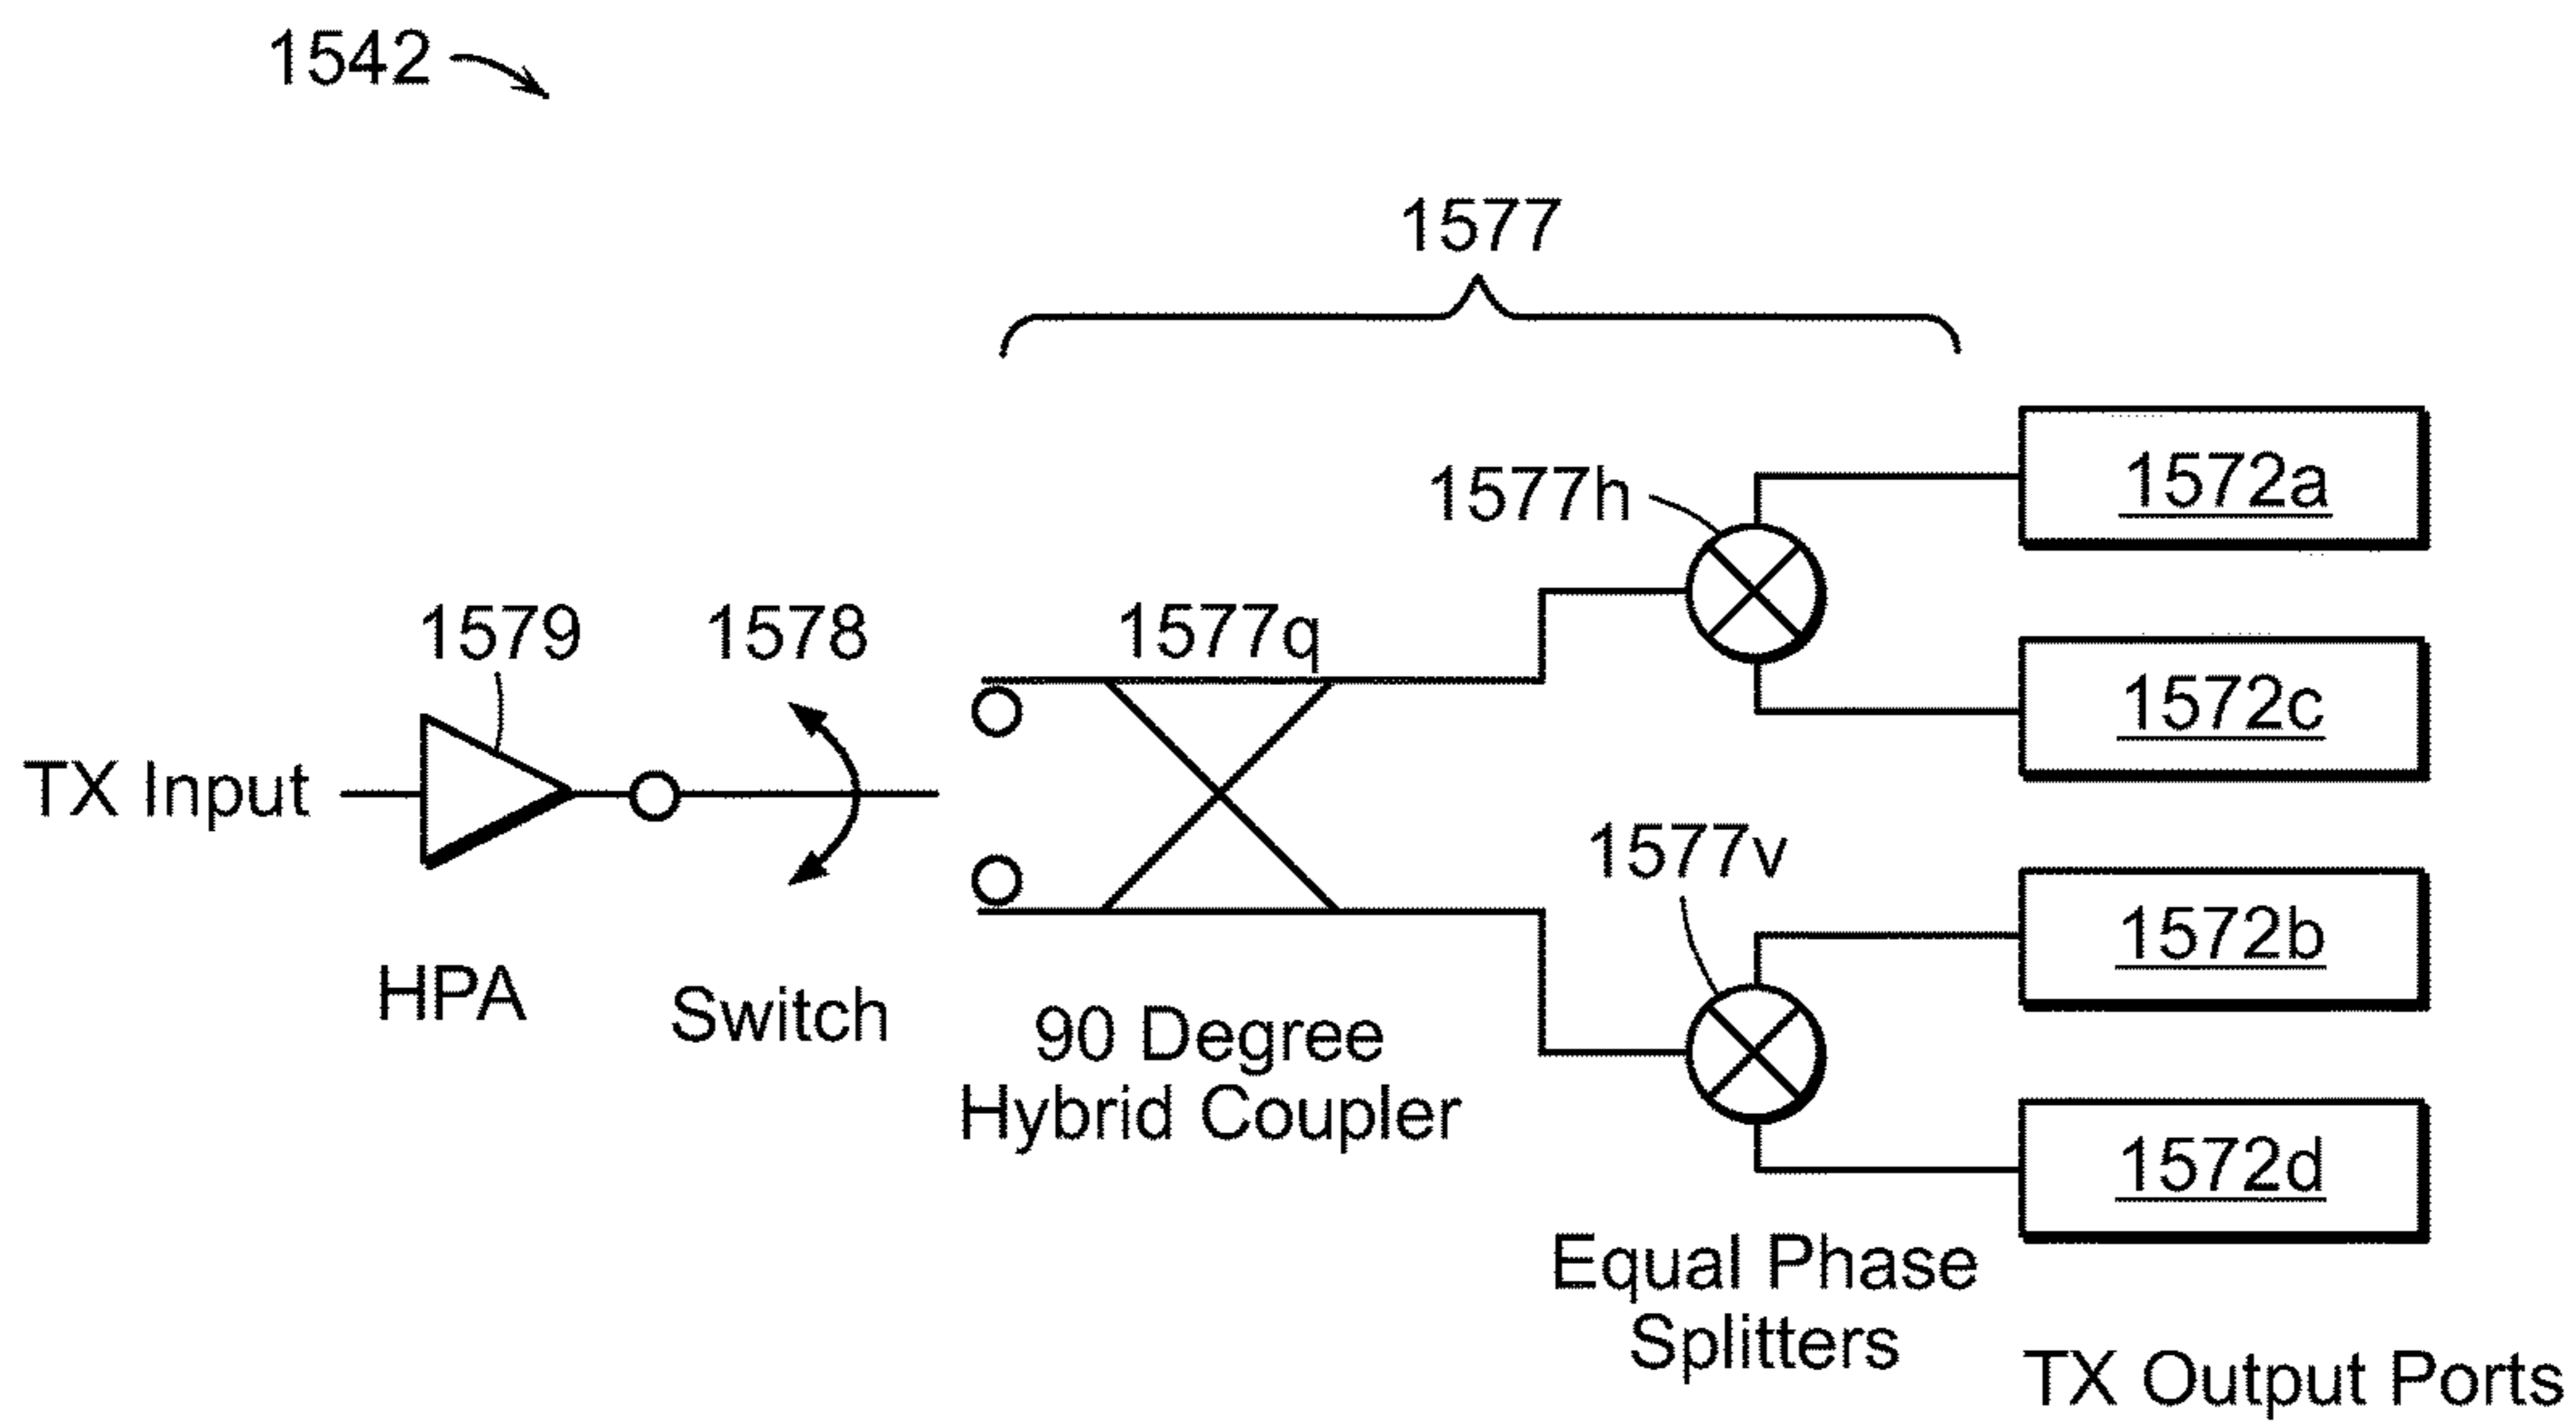 1542
1577
1577h
1572a
1572c
1579
1578
1577q
TX Input
1577v
1572b
1572d
HPA
Switch
90 Degree
Hybrid Coupler
Equal Phase
Splitters
TX Output Ports